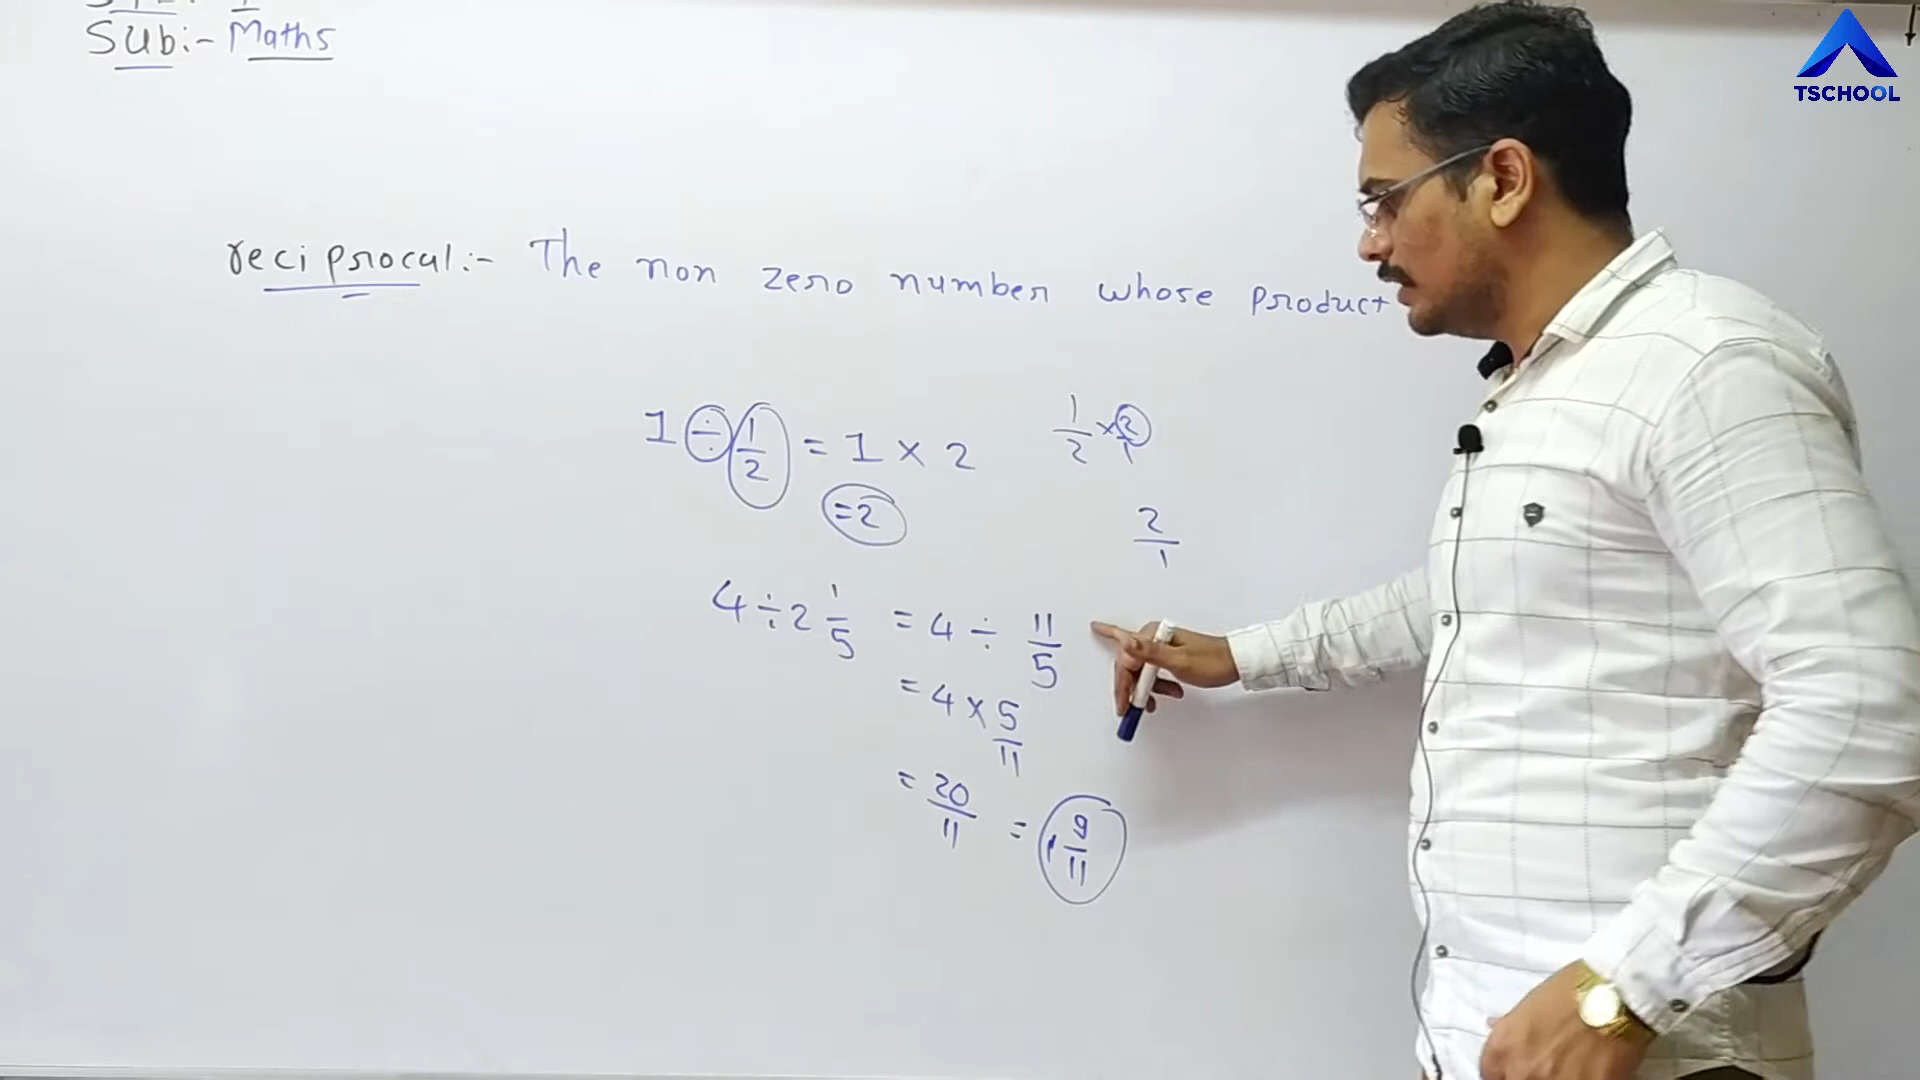 Sub:- Maths
TSCHOOL
reciprocal:- The non zero number whose product
1 ÷ 1/2 = 1 × 2
1/2 × 2/1
= 2
2/1
4 ÷ 2 1/5 = 4 ÷ 11/5
= 4 × 5/11
= 20/11 = 1 9/11